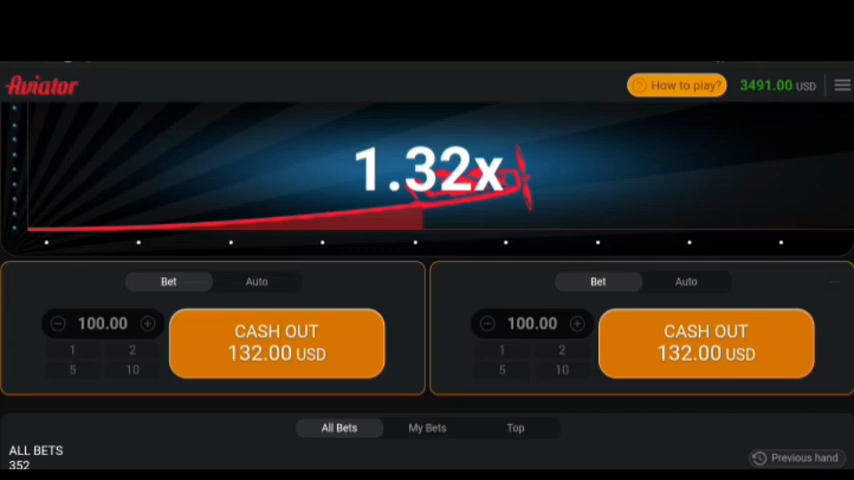 Aviator
How to play?
3491.00 USD
1.32x
Bet Auto
100.00
1 2
5 10
CASH OUT
132.00 USD
Bet Auto
100.00
1 2
5 10
CASH OUT
132.00 USD
All Bets My Bets Top
ALL BETS
352
Previous hand